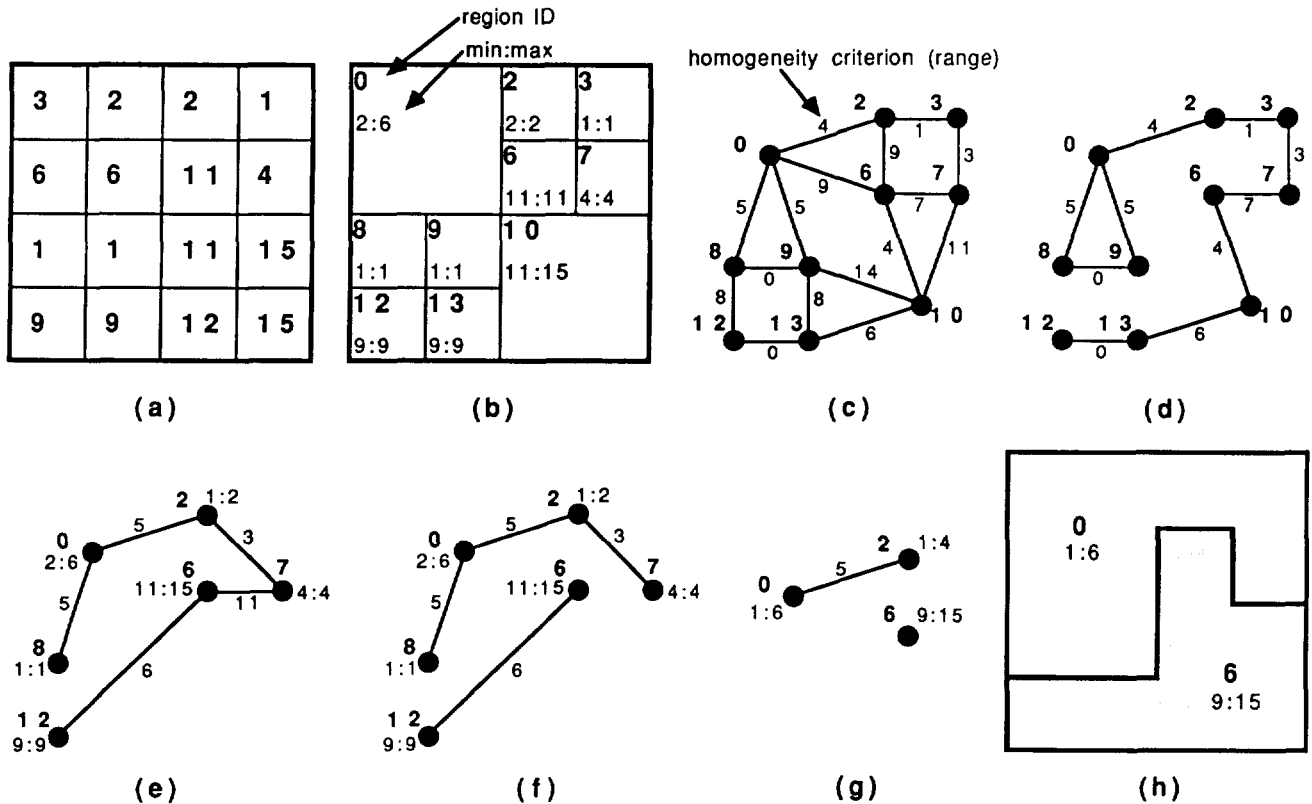 region ID
min:max
3 2 2 1
6 6 11 4
1 1 11 15
9 9 12 15
(a)
0 2 3
2:6 2:2 1:1
6 7
11:11 4:4
8 9 10
1:1 1:1 11:15
12 13
9:9 9:9
(b)
homogeneity criterion (range)
2 3
4 1
0 9 3
6 7
9 7
5 5 4 11
8 9 14
0
8 8 10
12 13 6
0
(c)
2 3
4 1
0 3
6 7
7
5 5 4
8 9
0
10
12 13 6
0
(d)
2 1:2
5 3
0
2:6 6 7
11:15 11 4:4
5
8
1:1 6
12
9:9
(e)
2 1:2
5 3
0
2:6 6 7
11:15 4:4
5
8
1:1 6
12
9:9
(f)
2 1:4
5
0
1:6 6 9:15
(g)
0
1:6
6
9:15
(h)